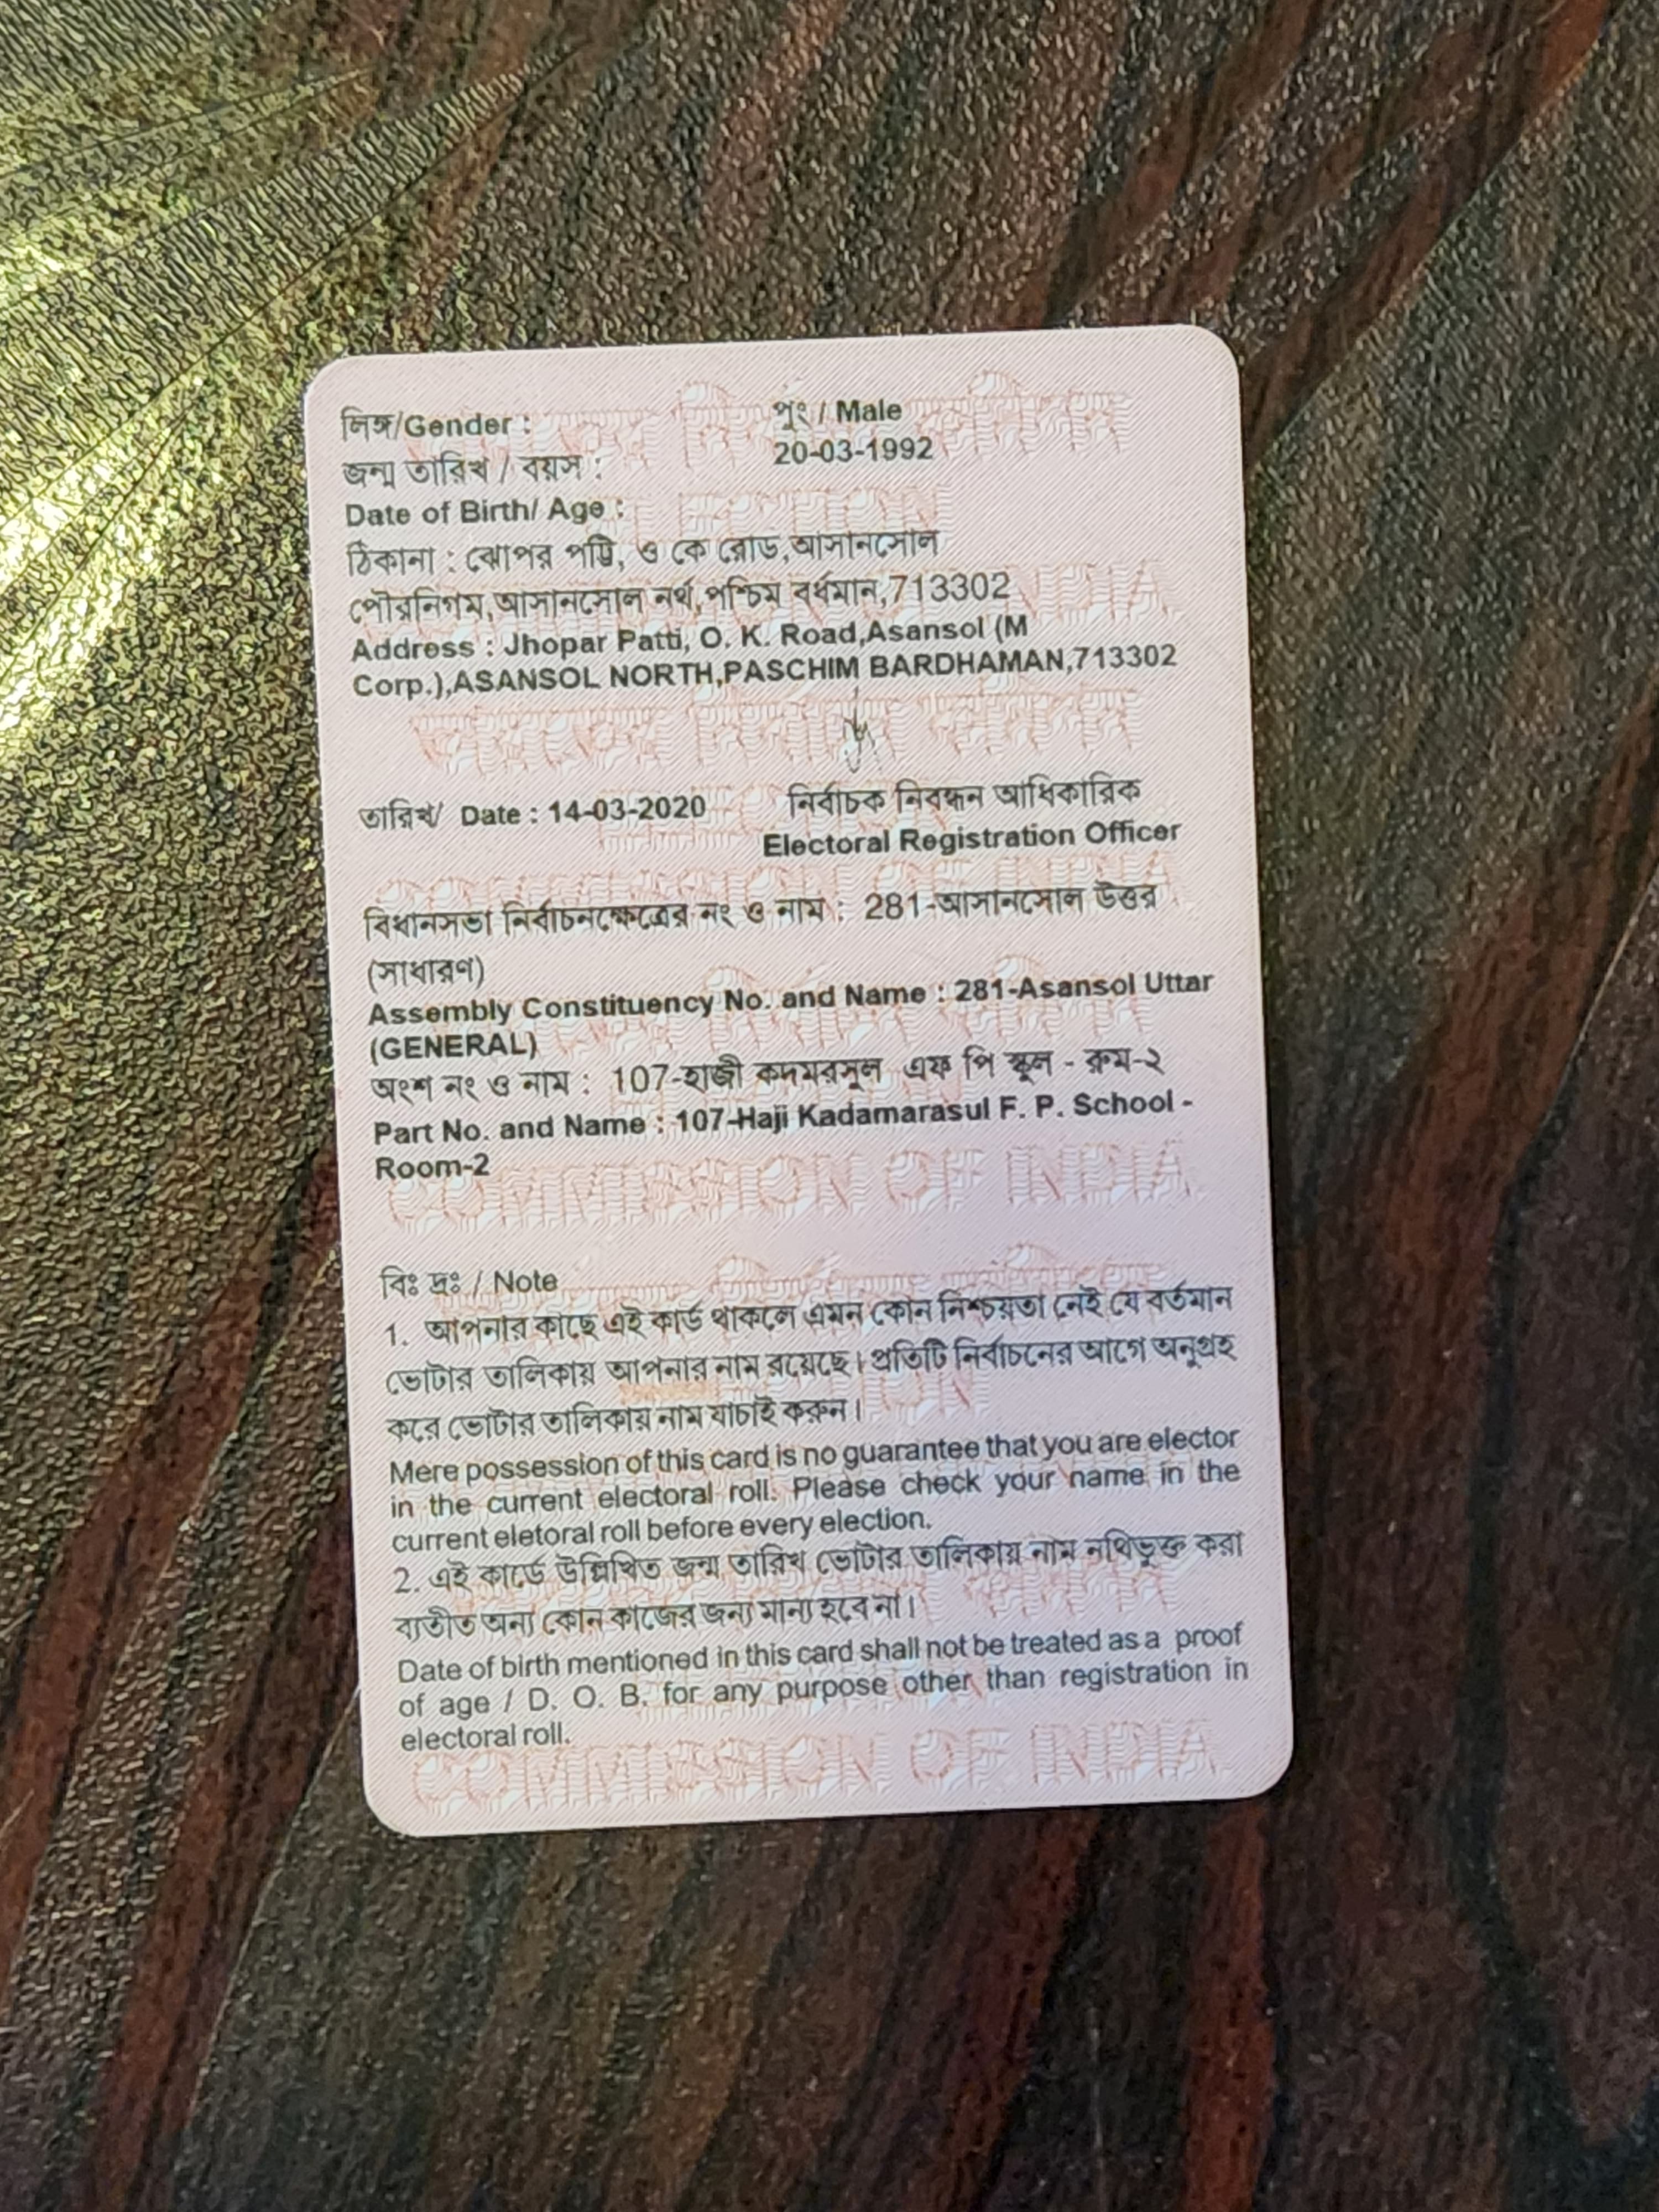 লিঙ্গ/Gender : পুং / Male
জন্ম তারিখ / বয়স : 20-03-1992
Date of Birth/ Age :
ঠিকানা : ঝোপর পট্টি, ও কে রোড,আসানসোল
পৌরনিগম,আসানসোল নর্থ,পশ্চিম বর্ধমান,713302
Address : Jhopar Patti, O. K. Road,Asansol (M
Corp.),ASANSOL NORTH,PASCHIM BARDHAMAN,713302
তারিখ/ Date : 14-03-2020 নির্বাচক নিবন্ধন আধিকারিক
Electoral Registration Officer
বিধানসভা নির্বাচনক্ষেত্রের নং ও নাম : 281-আসানসোল উত্তর
(সাধারণ)
Assembly Constituency No. and Name : 281-Asansol Uttar
(GENERAL)
অংশ নং ও নাম : 107-হাজী কদমরসূল এফ পি স্কুল - রুম-২
Part No. and Name : 107-Haji Kadamarasul F. P. School -
Room-2
বিঃ দ্রঃ / Note
1. আপনার কাছে এই কার্ড থাকলে এমন কোন নিশ্চয়তা নেই যে বর্তমান
ভোটার তালিকায় আপনার নাম রয়েছে। প্রতিটি নির্বাচনের আগে অনুগ্রহ
করে ভোটার তালিকায় নাম যাচাই করুন।
Mere possession of this card is no guarantee that you are elector
in the current electoral roll. Please check your name in the
current eletoral roll before every election.
2. এই কার্ডে উল্লিখিত জন্ম তারিখ ভোটার তালিকায় নাম নথিভুক্ত করা
ব্যতীত অন্য কোন কাজের জন্য মান্য হবে না।
Date of birth mentioned in this card shall not be treated as a proof
of age / D. O. B. for any purpose other than registration in
electoral roll.
COMMISSION OF INDIA